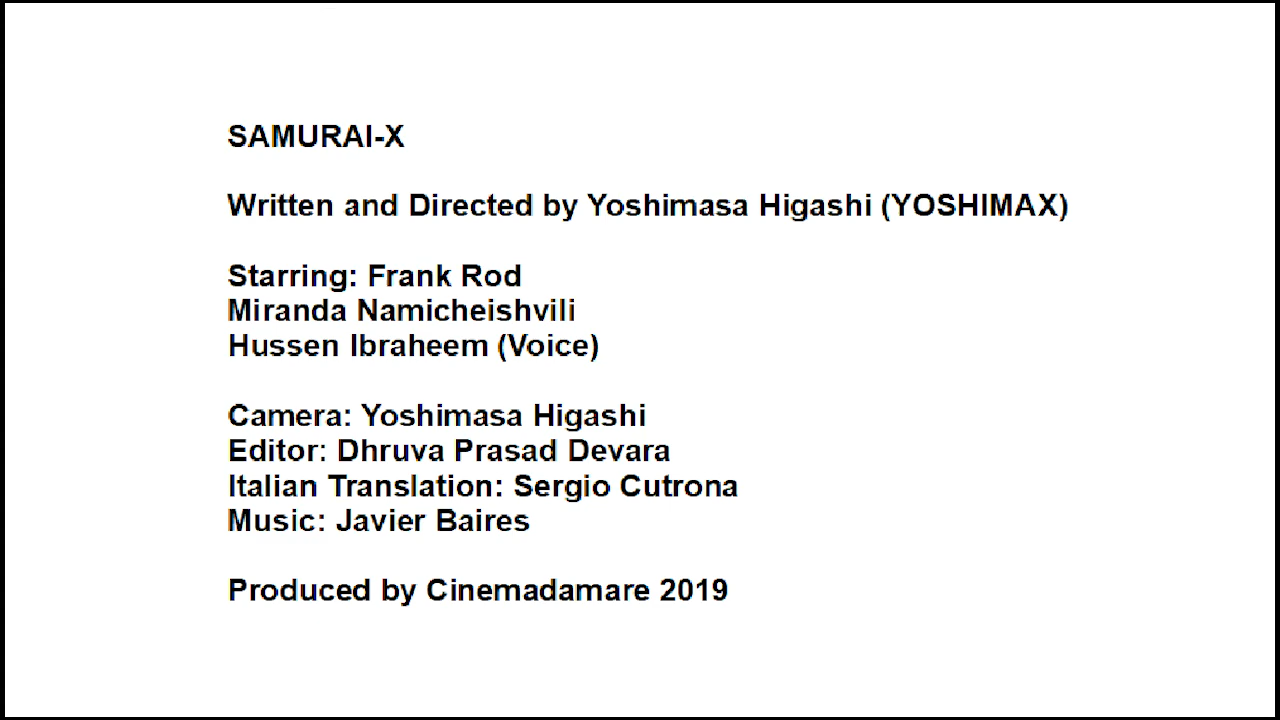 SAMURAI-X
Written and Directed by Yoshimasa Higashi (YOSHIMAX)
Starring: Frank Rod
Miranda Namicheishvili
Hussen Ibraheem (Voice)
Camera: Yoshimasa Higashi
Editor: Dhruva Prasad Devara
Italian Translation: Sergio Cutrona
Music: Javier Baires
Produced by Cinemadamare 2019